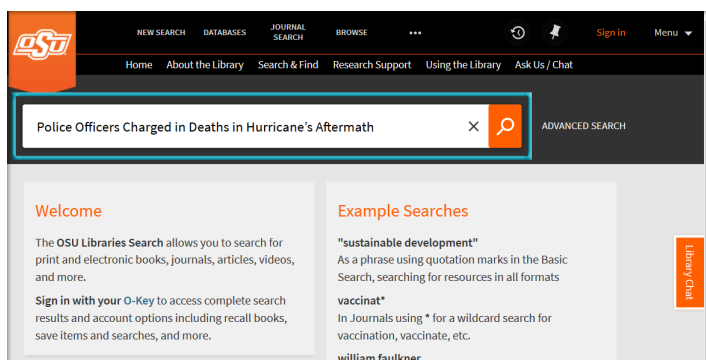 NEW SEARCH DATABASES JOURNAL SEARCH BROWSE ••• Sign in Menu
OSU
Home About the Library Search & Find Research Support Using the Library Ask Us / Chat
Police Officers Charged in Deaths in Hurricane’s Aftermath
ADVANCED SEARCH
Welcome
The OSU Libraries Search allows you to search for
print and electronic books, journals, articles, videos,
and more.
Sign in with your O-Key to access complete search
results and account options including recall books,
save items and searches, and more.
Example Searches
"sustainable development"
As a phrase using quotation marks in the Basic
Search, searching for resources in all formats
vaccinat*
In Journals using * for a wildcard search for
vaccination, vaccinate, etc.
william faulkner
Library Chat